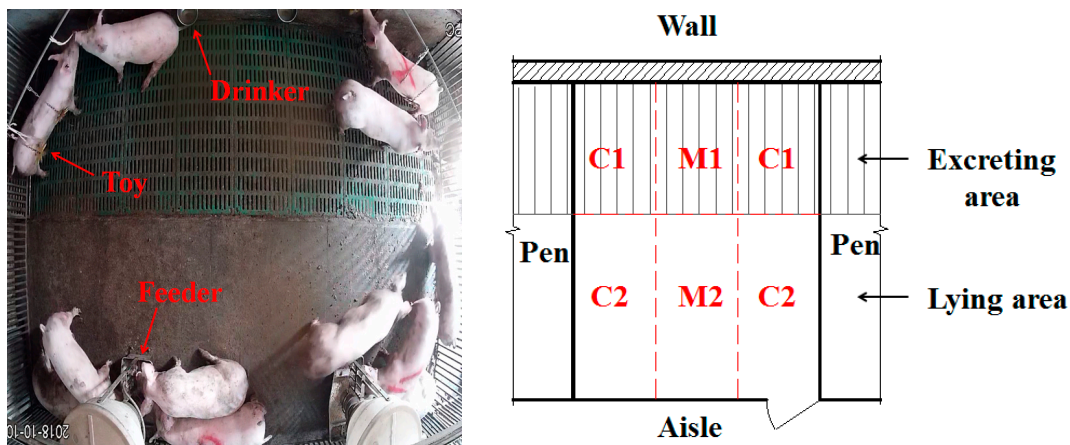 Drinker
Toy
Feeder
2018-10-10
Wall
C1 M1 C1
Excreting
area
Pen
Pen
C2 M2 C2
Lying area
Aisle